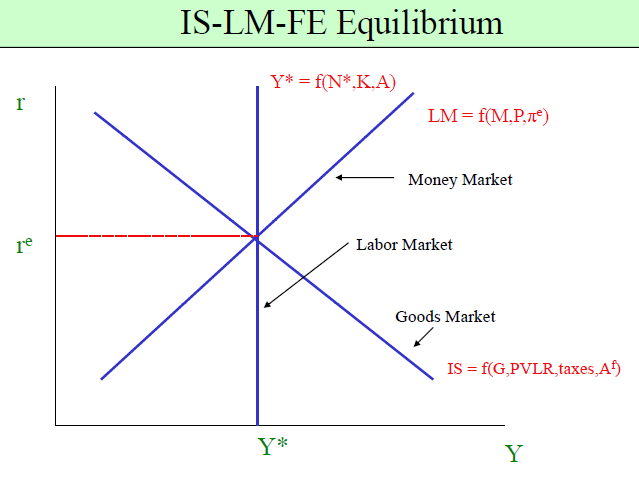 IS-LM-FE Equilibrium
Y* = f(N*,K,A)
r
LM = f(M,P,πᵉ)
Money Market
rᵉ
Labor Market
Goods Market
IS = f(G,PVLR,taxes,Aᶠ)
Y*
Y